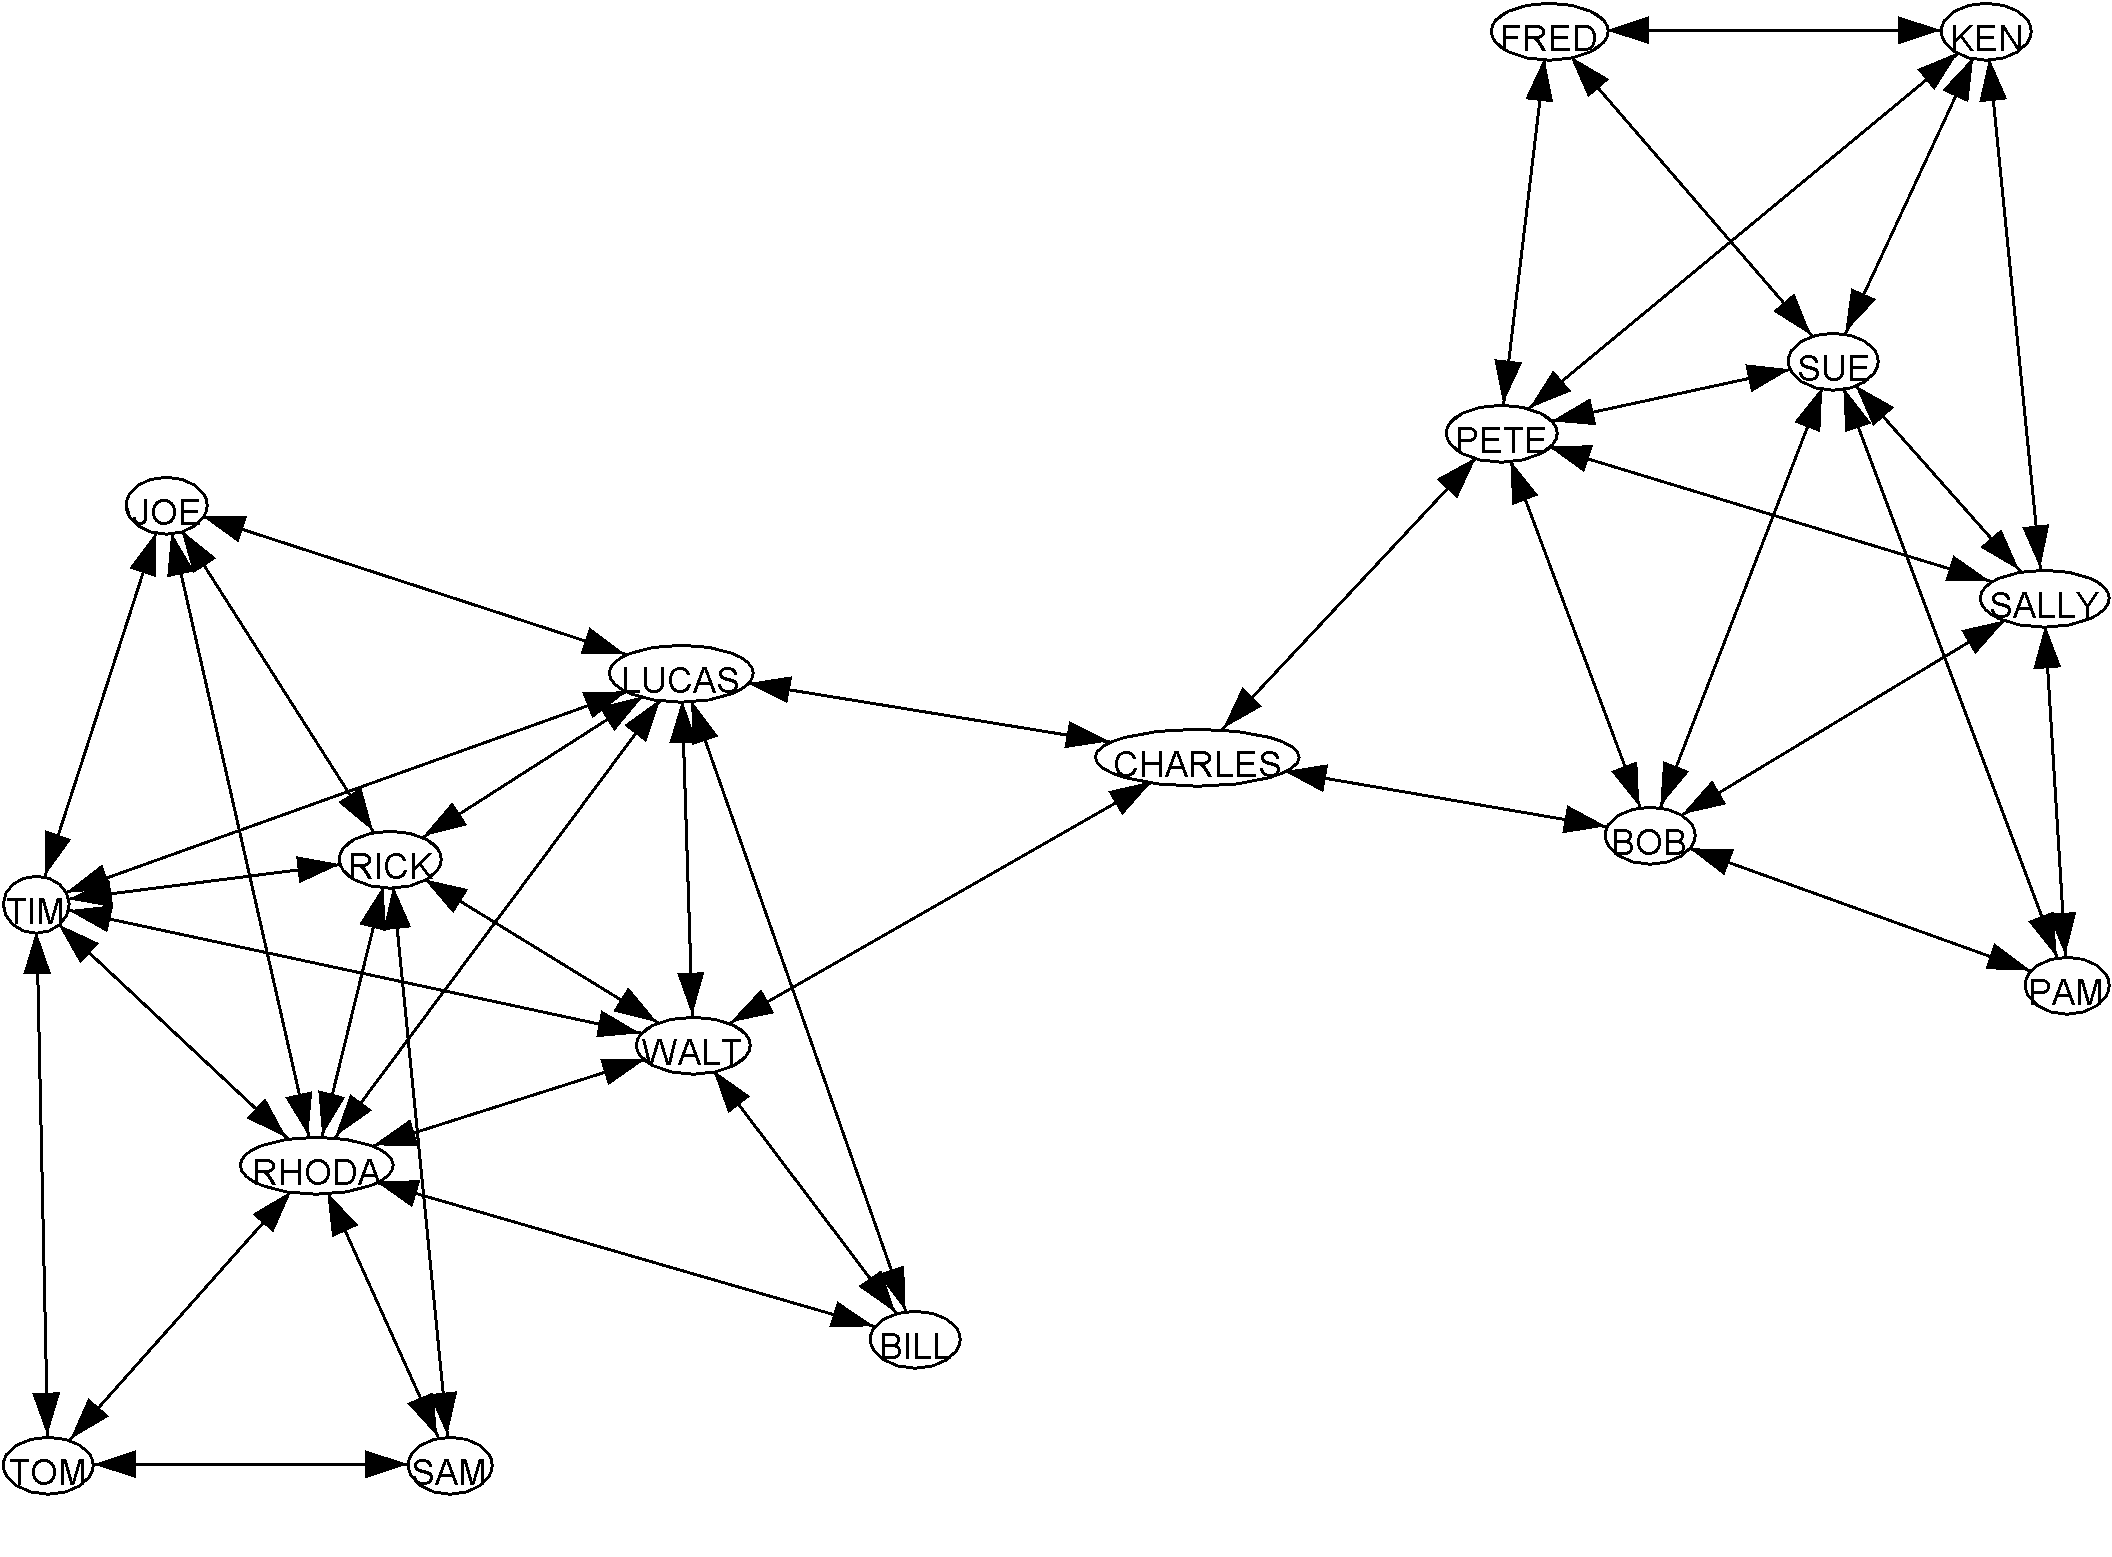 FRED
KEN
SUE
PETE
JOE
SALLY
LUCAS
CHARLES
BOB
RICK
TIM
PAM
WALT
RHODA
BILL
TOM
SAM